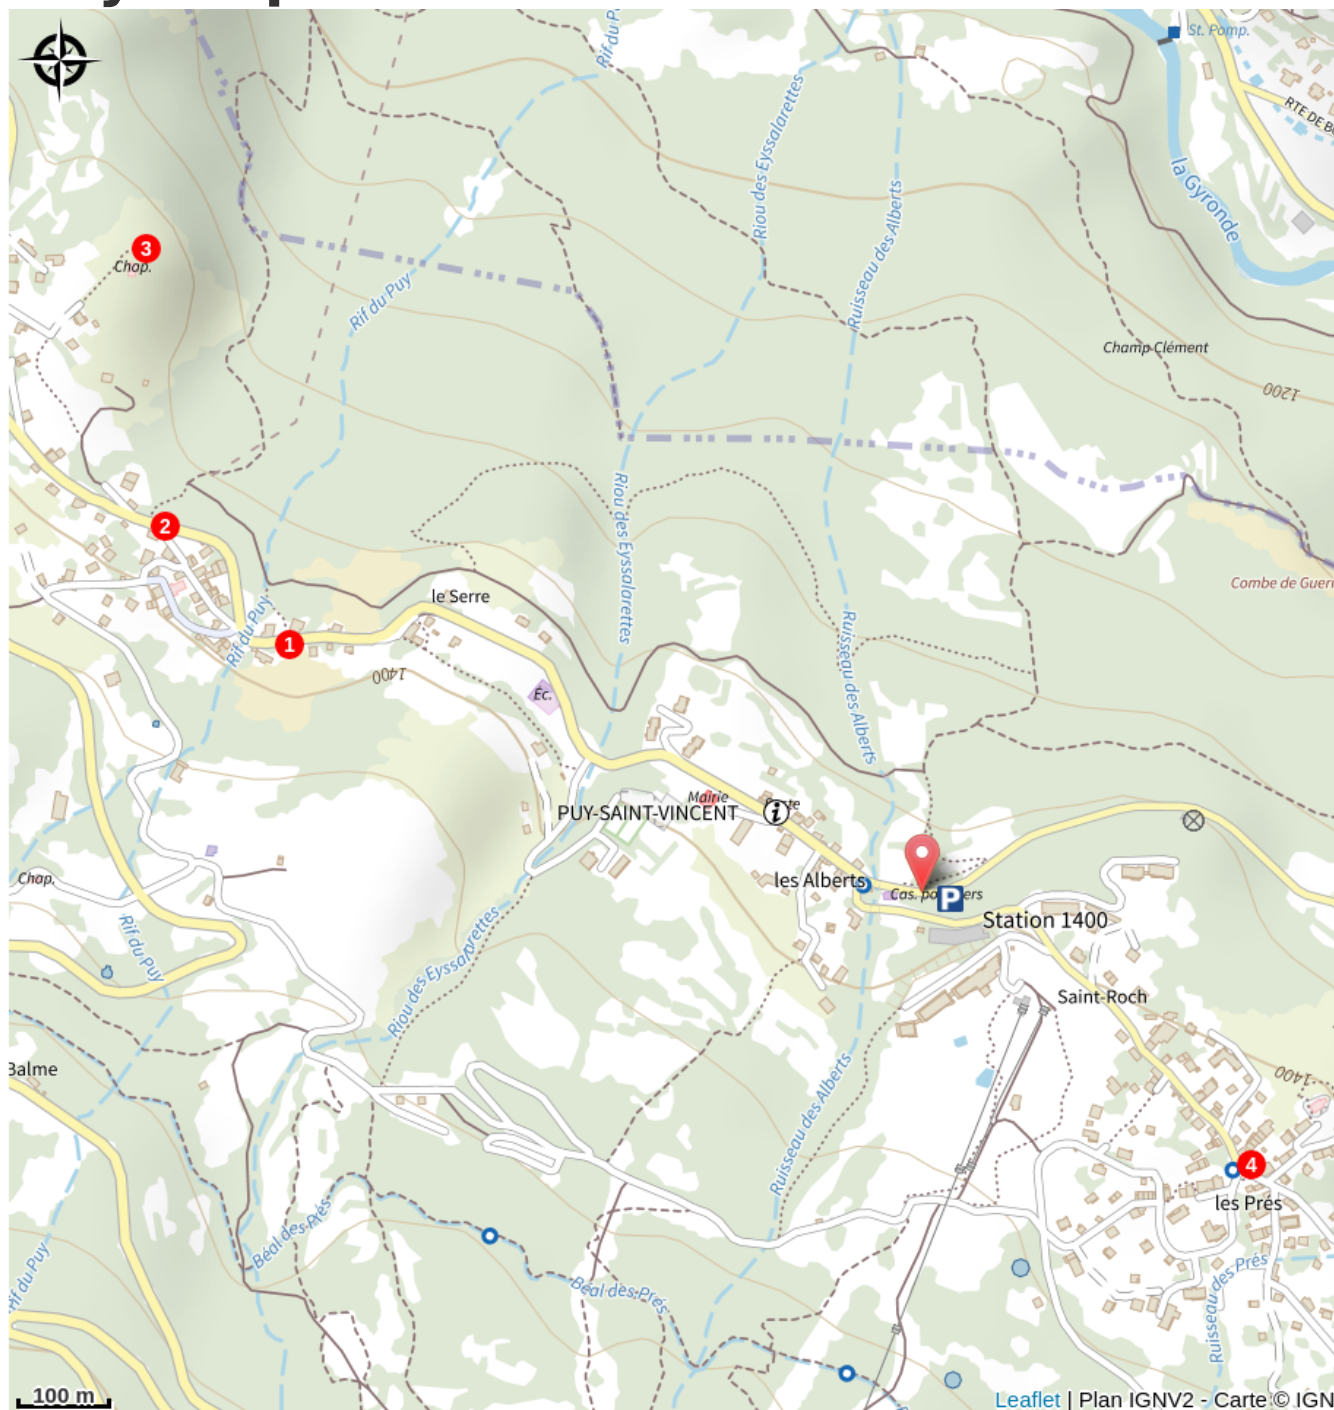 St. Pomp.
Rif du P
RTE DE B
Riou des Eyssalarettes
Ruisseau des Alberts
la Gyronde
3
Chap.
Rif du Puy
Champ Clément
1200
2
Riou des Eyssalarettes
Combe de Guerr
le Serre
Rif du Puy
1
1400
Ruisseau des Alberts
Éc.
Mairie
PUY-SAINT-VINCENT
i
Chap.
les Alberts
P
Station 1400
Rif du Puy
Riou des Eyssalarettes
Saint-Roch
Balme
1400
Ruisseau des Alberts
4
les Prés
Béal des Prés
Rif du Puy
Béal des Prés
Ruisseau des Prés
100 m
Leaflet | Plan IGNV2 - Carte © IGN